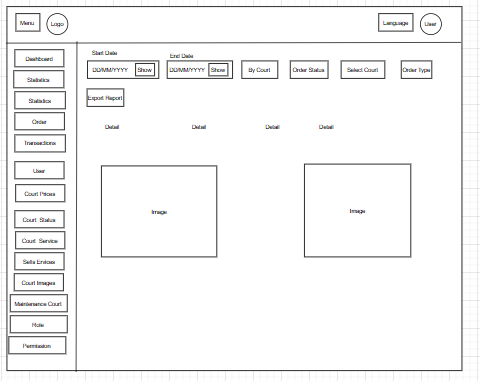 Menu
Logo
Language
User
Start Date
End Date
DD/MM/YYYY
Show
DD/MM/YYYY
Show
By Court
Order Status
Select Court
Order Type
Export Report
Detail
Detail
Detail
Detail
Image
Image
Dashboard
Statistics
Statistics
Order
Transactions
User
Court Prices
Court Status
Court Service
Sells Ervices
Court Images
Maintenance Court
Role
Permission